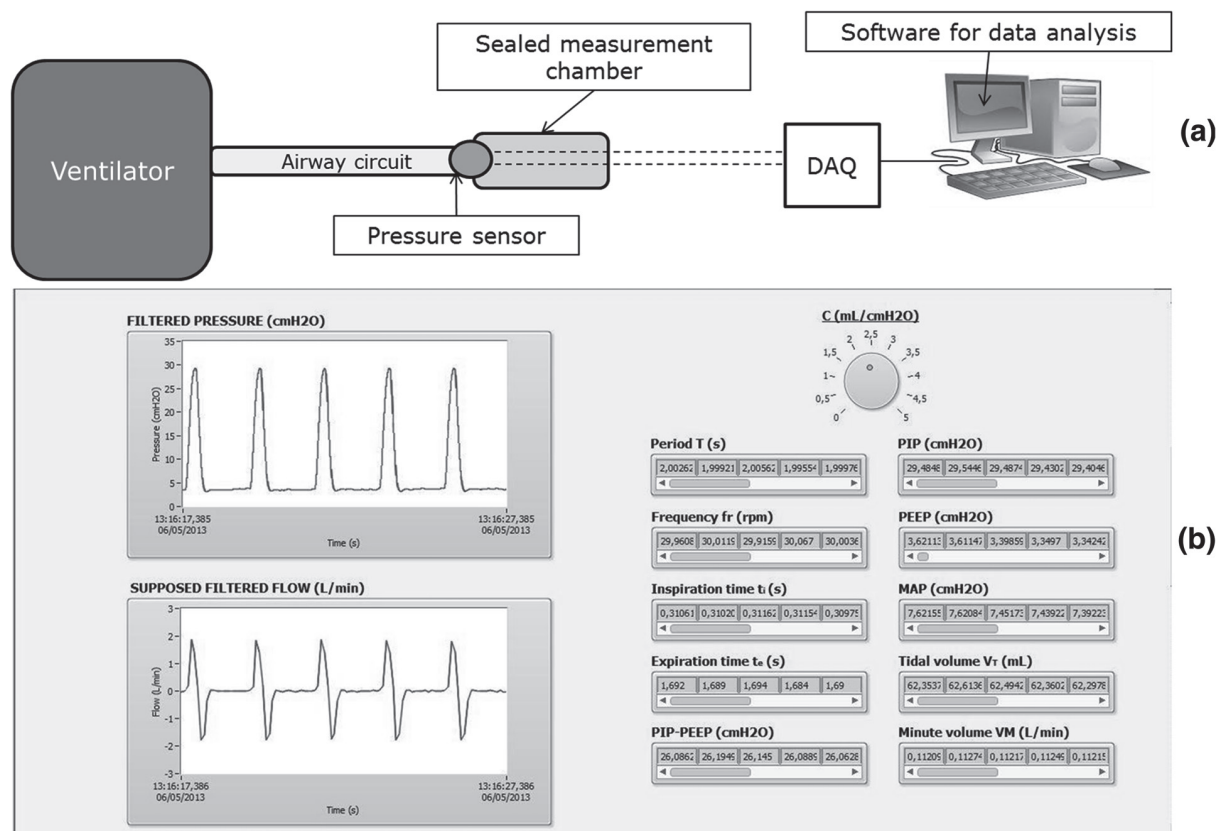 Sealed measurement
chamber
Software for data analysis
(a)
Ventilator
Airway circuit
DAQ
Pressure sensor
FILTERED PRESSURE (cmH2O)
Pressure (cmH2O)
35
30
25
20
15
10
5
0
13:16:17,385
06/05/2013
13:16:27,385
06/05/2013
Time (s)
SUPPOSED FILTERED FLOW (L/min)
Flow (L/min)
3
2
1
0
-1
-2
-3
13:16:17,386
06/05/2013
13:16:27,386
06/05/2013
Time (s)
C (mL/cmH2O)
0
0,5
1
1,5
2
2,5
3
3,5
4
4,5
5
Period T (s)
2,00262 1,99921 2,00562 1,99554 1,99976
PIP (cmH2O)
29,4848 29,5446 29,4874 29,4302 29,4046
Frequency fr (rpm)
29,9608 30,0119 29,9159 30,067 30,0036
PEEP (cmH2O)
3,62113 3,61147 3,39859 3,3497 3,34242
(b)
Inspiration time ti (s)
0,31061 0,31020 0,31162 0,31154 0,30975
MAP (cmH2O)
7,62155 7,62084 7,45173 7,43922 7,39223
Expiration time te (s)
1,692 1,689 1,694 1,684 1,69
Tidal volume VT (mL)
62,3537 62,6136 62,4942 62,3602 62,2978
PIP-PEEP (cmH2O)
26,0862 26,1949 26,145 26,0889 26,0628
Minute volume VM (L/min)
0,11209 0,11274 0,11217 0,11249 0,11215